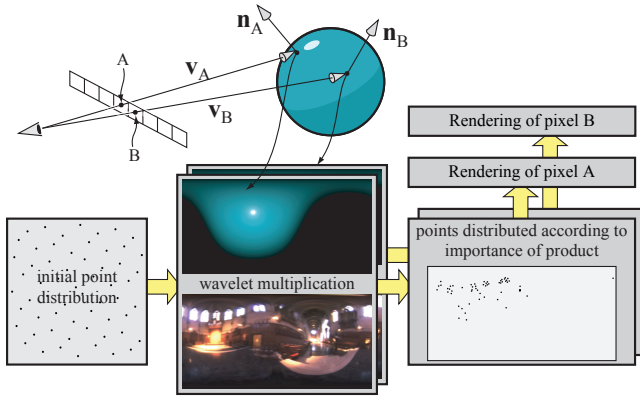 n_A
n_B
A
v_A
v_B
B
Rendering of pixel B
Rendering of pixel A
initial point
distribution
wavelet multiplication
points distributed according to
importance of product